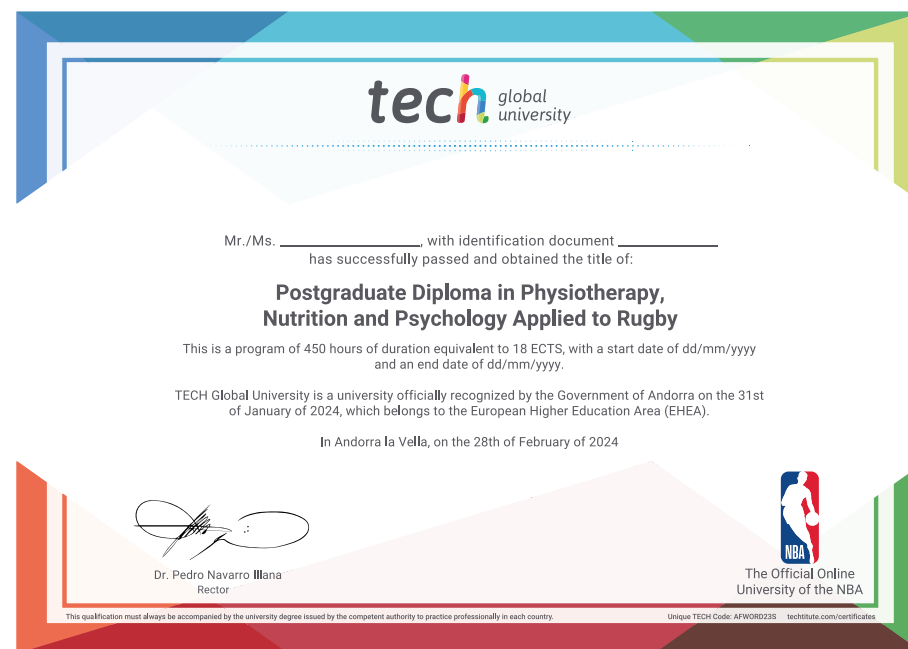 tech global university
Mr./Ms. ____________, with identification document ____________
has successfully passed and obtained the title of:
Postgraduate Diploma in Physiotherapy,
Nutrition and Psychology Applied to Rugby
This is a program of 450 hours of duration equivalent to 18 ECTS, with a start date of dd/mm/yyyy
and an end date of dd/mm/yyyy.
TECH Global University is a university officially recognized by the Government of Andorra on the 31st
of January of 2024, which belongs to the European Higher Education Area (EHEA).
In Andorra la Vella, on the 28th of February of 2024
Dr. Pedro Navarro Illana
Rector
NBA
The Official Online
University of the NBA
This qualification must always be accompanied by the university degree issued by the competent authority to practice professionally in each country.
Unique TECH Code: AFWORD23S techtitute.com/certificates